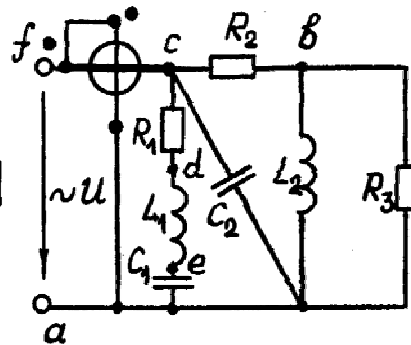 f c R₂ b
R₁ d
~U L₁ C₂ L₂ R₃
C₁ e
a